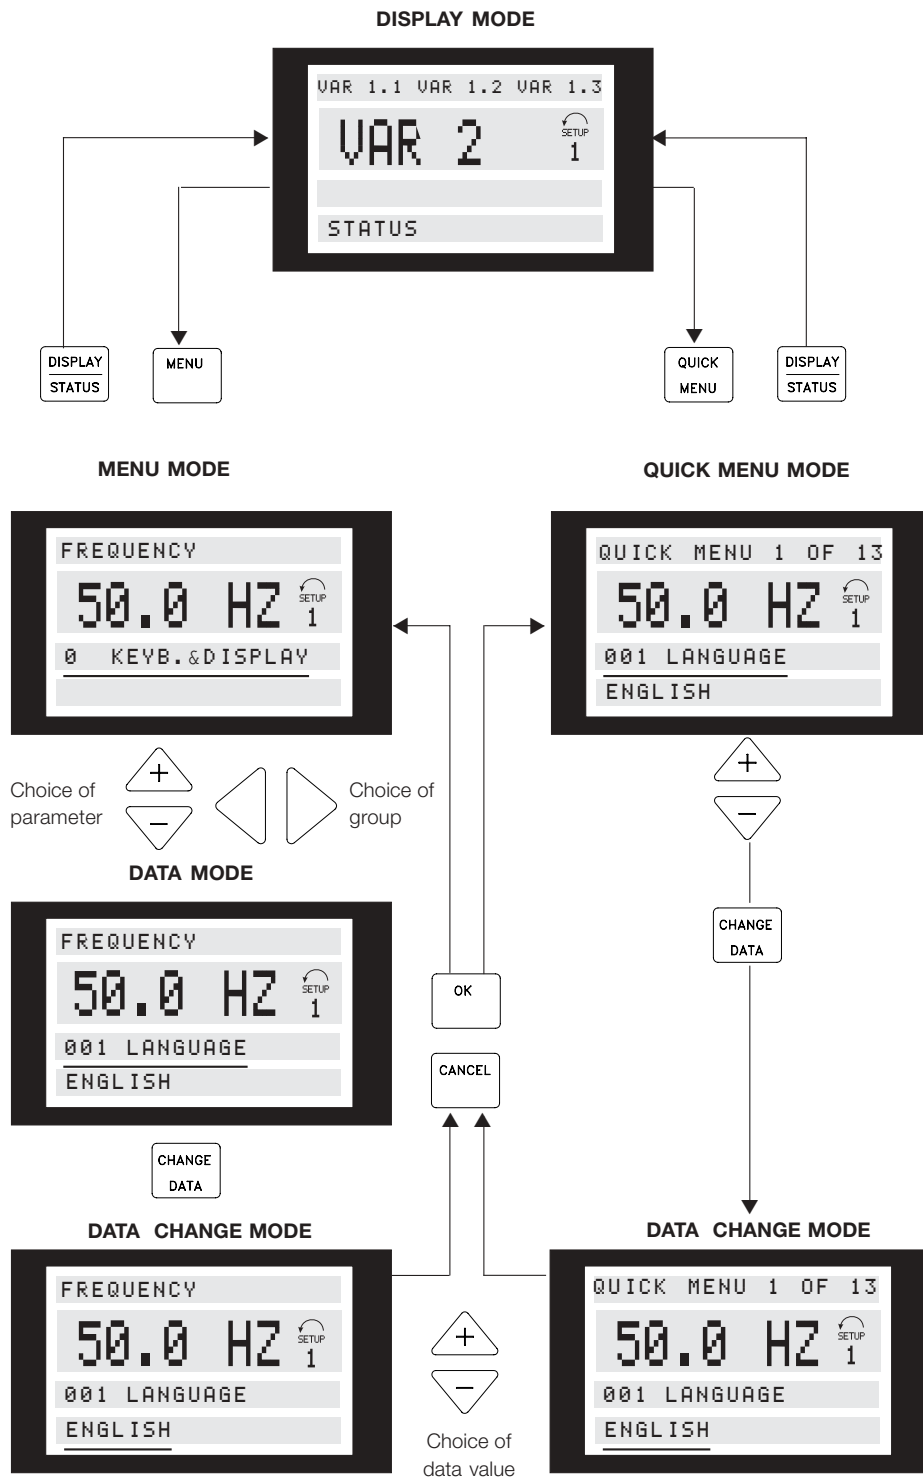 DISPLAY MODE
VAR 1.1 VAR 1.2 VAR 1.3
VAR 2
SETUP
1
STATUS
DISPLAY
STATUS
MENU
QUICK
MENU
DISPLAY
STATUS
MENU MODE
FREQUENCY
50.0 HZ
SETUP
1
0 KEYB.&DISPLAY
QUICK MENU MODE
QUICK MENU 1 OF 13
50.0 HZ
SETUP
1
001 LANGUAGE
ENGLISH
Choice of
parameter
+
−
Choice of
group
+
−
DATA MODE
FREQUENCY
50.0 HZ
SETUP
1
001 LANGUAGE
ENGLISH
CHANGE
DATA
OK
CANCEL
CHANGE
DATA
DATA CHANGE MODE
FREQUENCY
50.0 HZ
SETUP
1
001 LANGUAGE
ENGLISH
+
−
Choice of
data value
DATA CHANGE MODE
QUICK MENU 1 OF 13
50.0 HZ
SETUP
1
001 LANGUAGE
ENGLISH